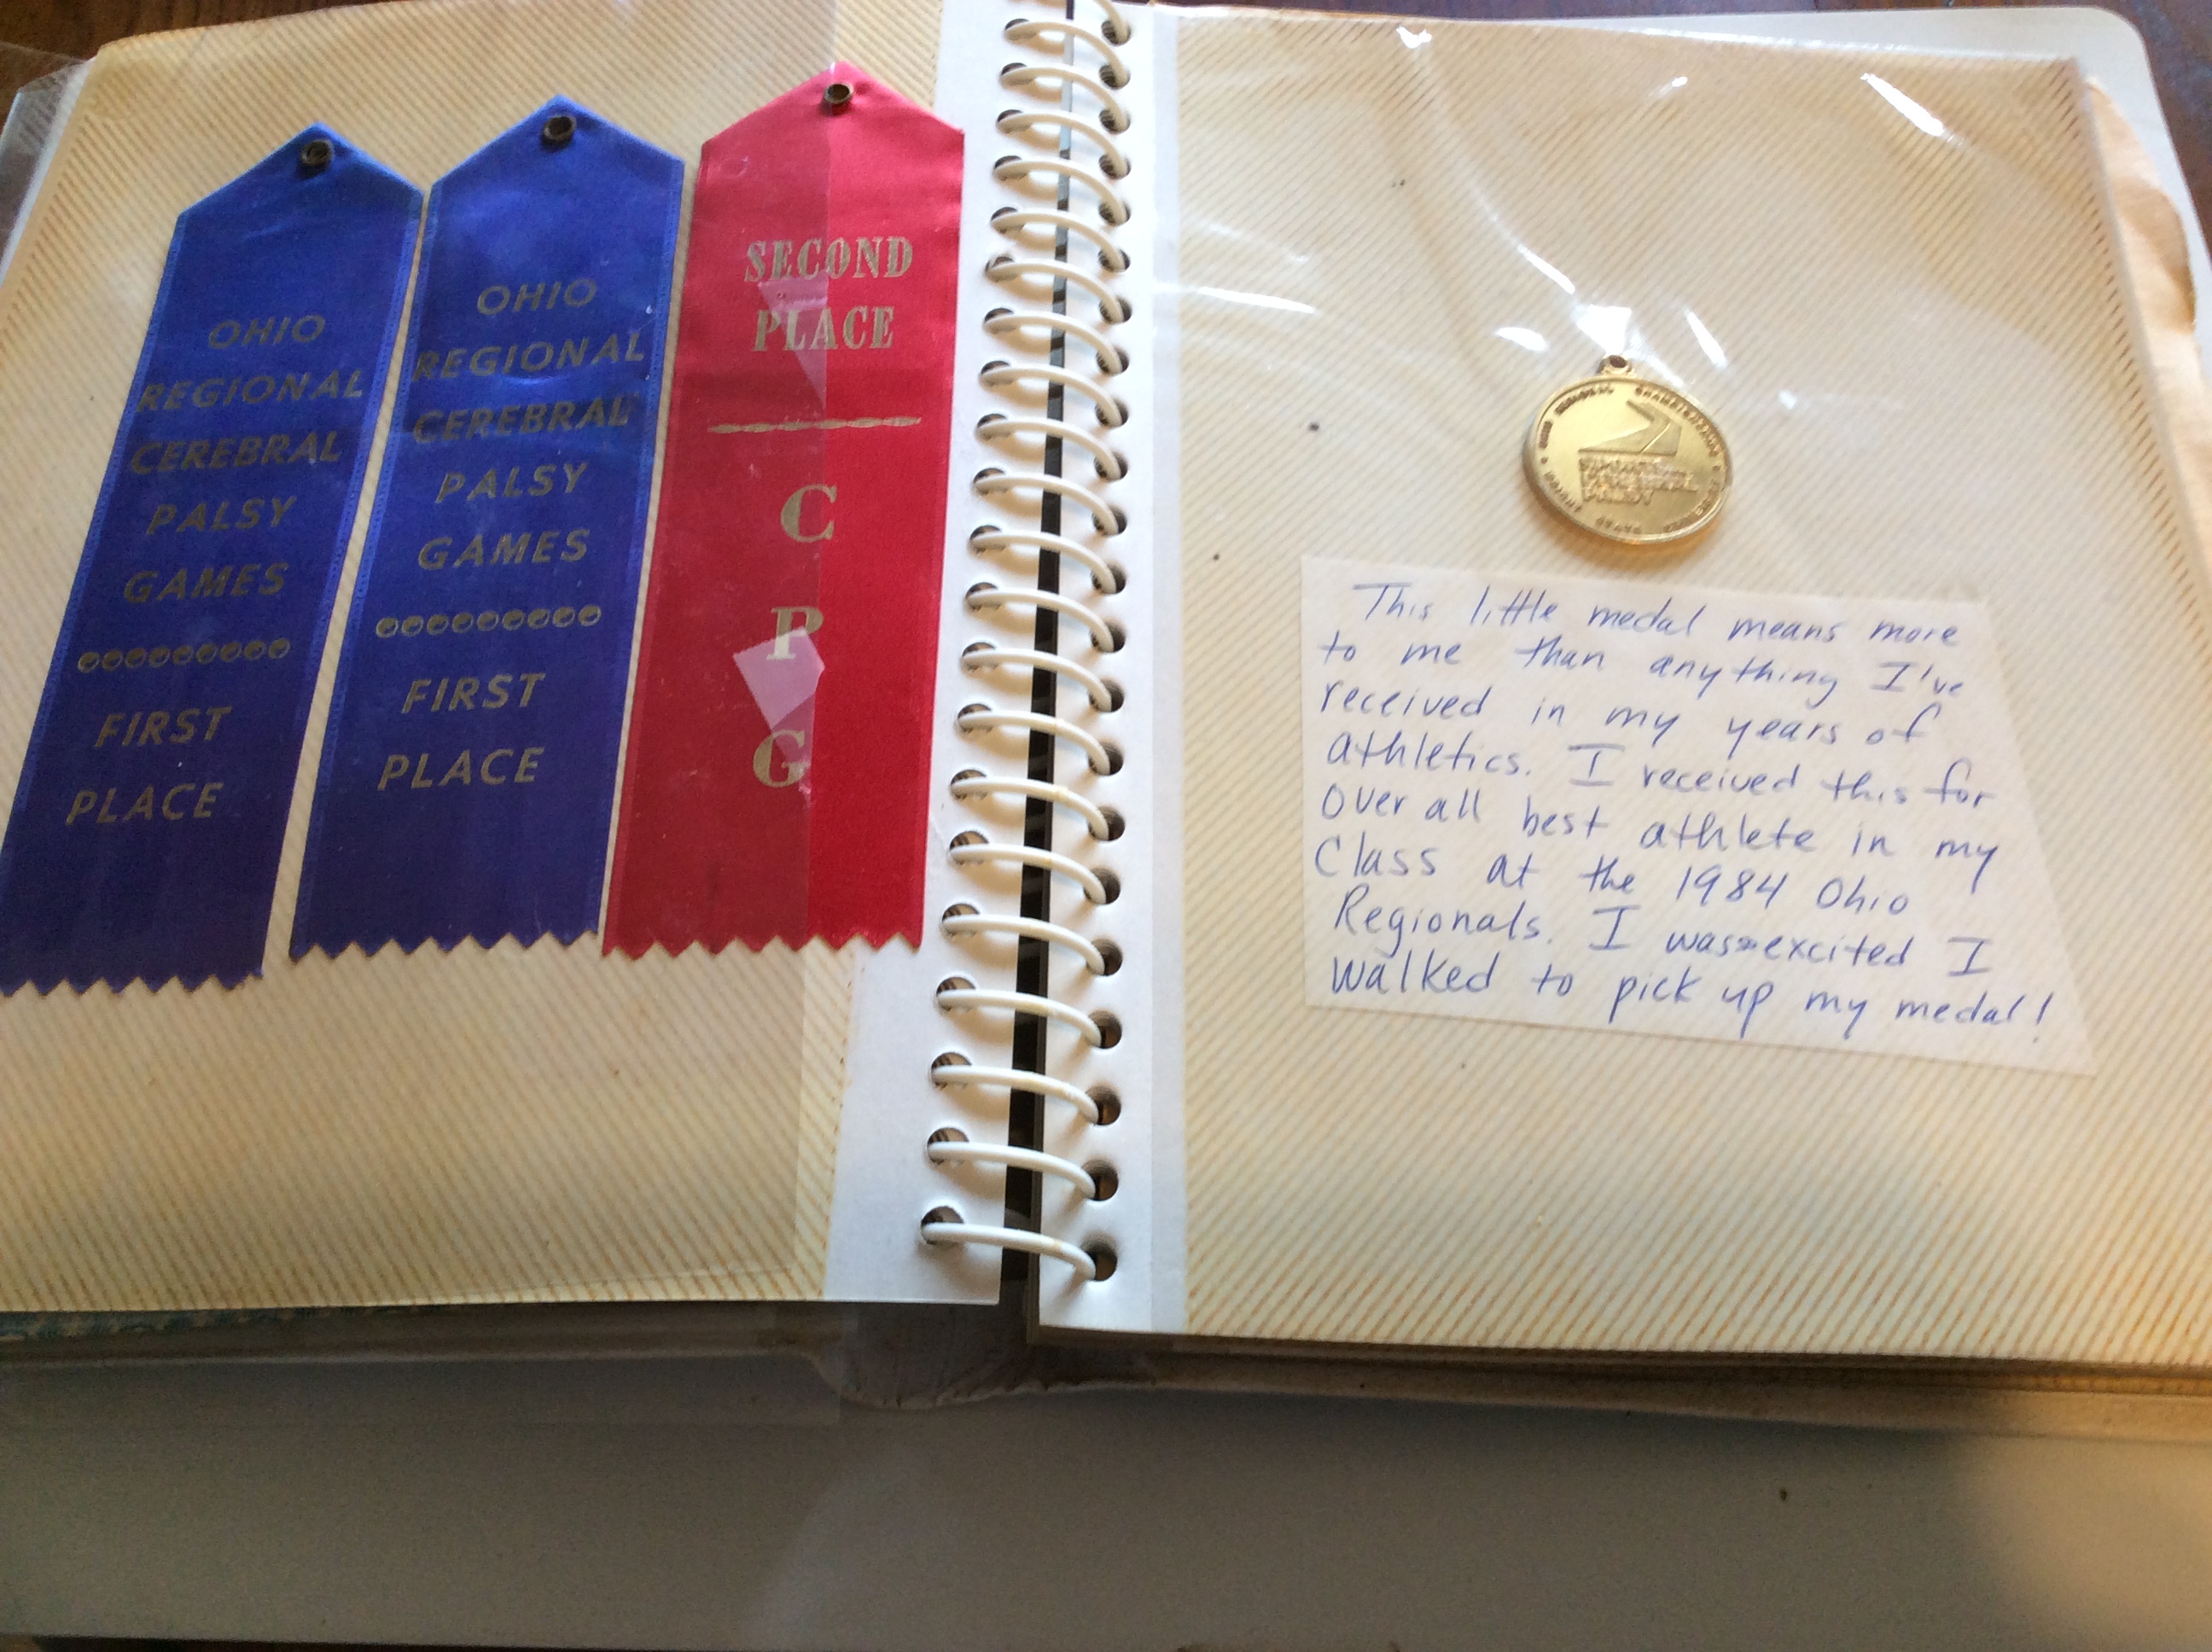 OHIO
REGIONAL
CEREBRAL
PALSY
GAMES
FIRST
PLACE
OHIO
REGIONAL
CEREBRAL
PALSY
GAMES
FIRST
PLACE
SECOND
PLACE
C
P
G
This little medal means more
to me than anything I've
received in my years of
athletics. I received this for
over all best athlete in my
Class at the 1984 Ohio
Regionals. I was excited I
walked to pick up my medal!